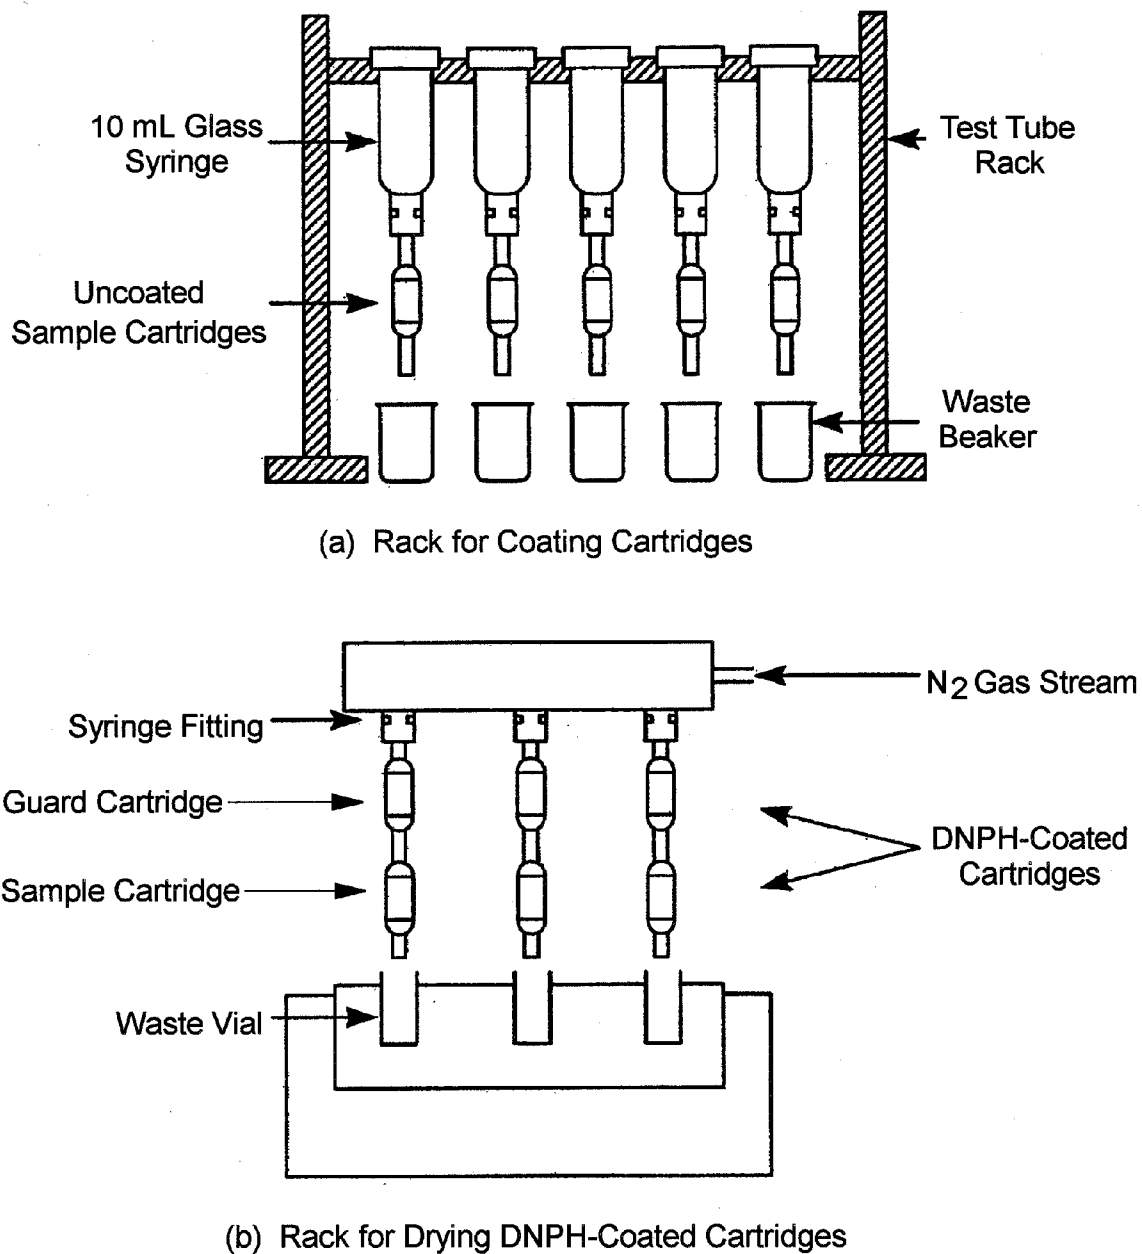 10 mL Glass
Syringe
Test Tube
Rack
Uncoated
Sample Cartridges
Waste
Beaker
(a) Rack for Coating Cartridges
N2 Gas Stream
Syringe Fitting
Guard Cartridge
DNPH-Coated
Cartridges
Sample Cartridge
Waste Vial
(b) Rack for Drying DNPH-Coated Cartridges